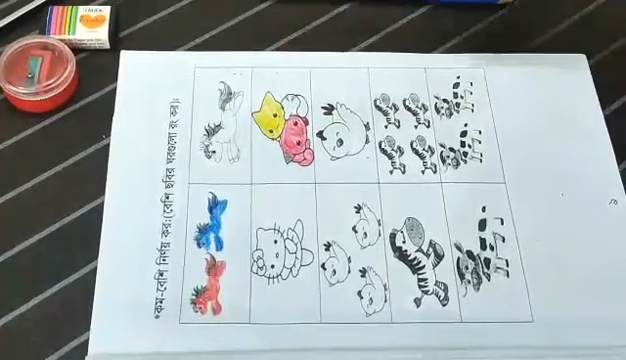 *কম-বেশি নির্ণয় কর:(বেশি ছবির ঘরগুলো রং কর):